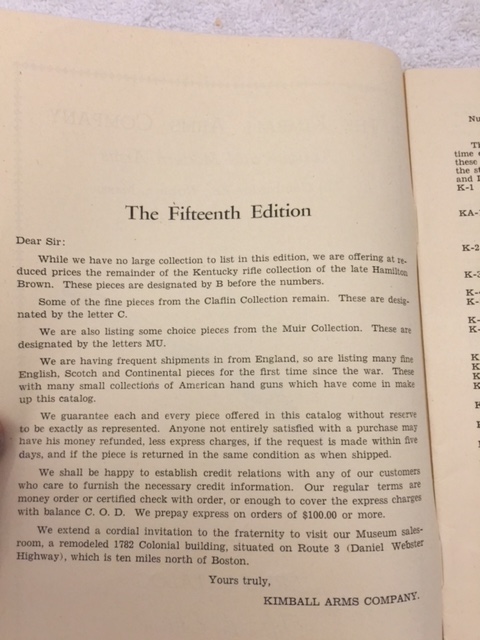 The Fifteenth Edition
Dear Sir:
While we have no large collection to list in this edition, we are offering at re-
duced prices the remainder of the Kentucky rifle collection of the late Hamilton
Brown. These pieces are designated by B before the numbers.
Some of the fine pieces from the Claflin Collection remain. These are desig-
nated by the letter C.
We are also listing some choice pieces from the Muir Collection. These are
designated by the letters MU.
We are having frequent shipments in from England, so are listing many fine
English, Scotch and Continental pieces for the first time since the war. These
with many small collections of American hand guns which have come in make
up this catalog.
We guarantee each and every piece offered in this catalog without reserve
to be exactly as represented. Anyone not entirely satisfied with a purchase may
have his money refunded, less express charges, if the request is made within five
days, and if the piece is returned in the same condition as when shipped.
We shall be happy to establish credit relations with any of our customers
who care to furnish the necessary credit information. Our regular terms are
money order or certified check with order, or enough to cover the express charges
with balance C. O. D. We prepay express on orders of $100.00 or more.
We extend a cordial invitation to the fraternity to visit our Museum sales-
room, a remodeled 1782 Colonial building, situated on Route 3 (Daniel Webster
Highway), which is ten miles north of Boston.
Yours truly,
KIMBALL ARMS COMPANY.
Nu
Th
time
these
the st
and
K-1
KA-
K-2